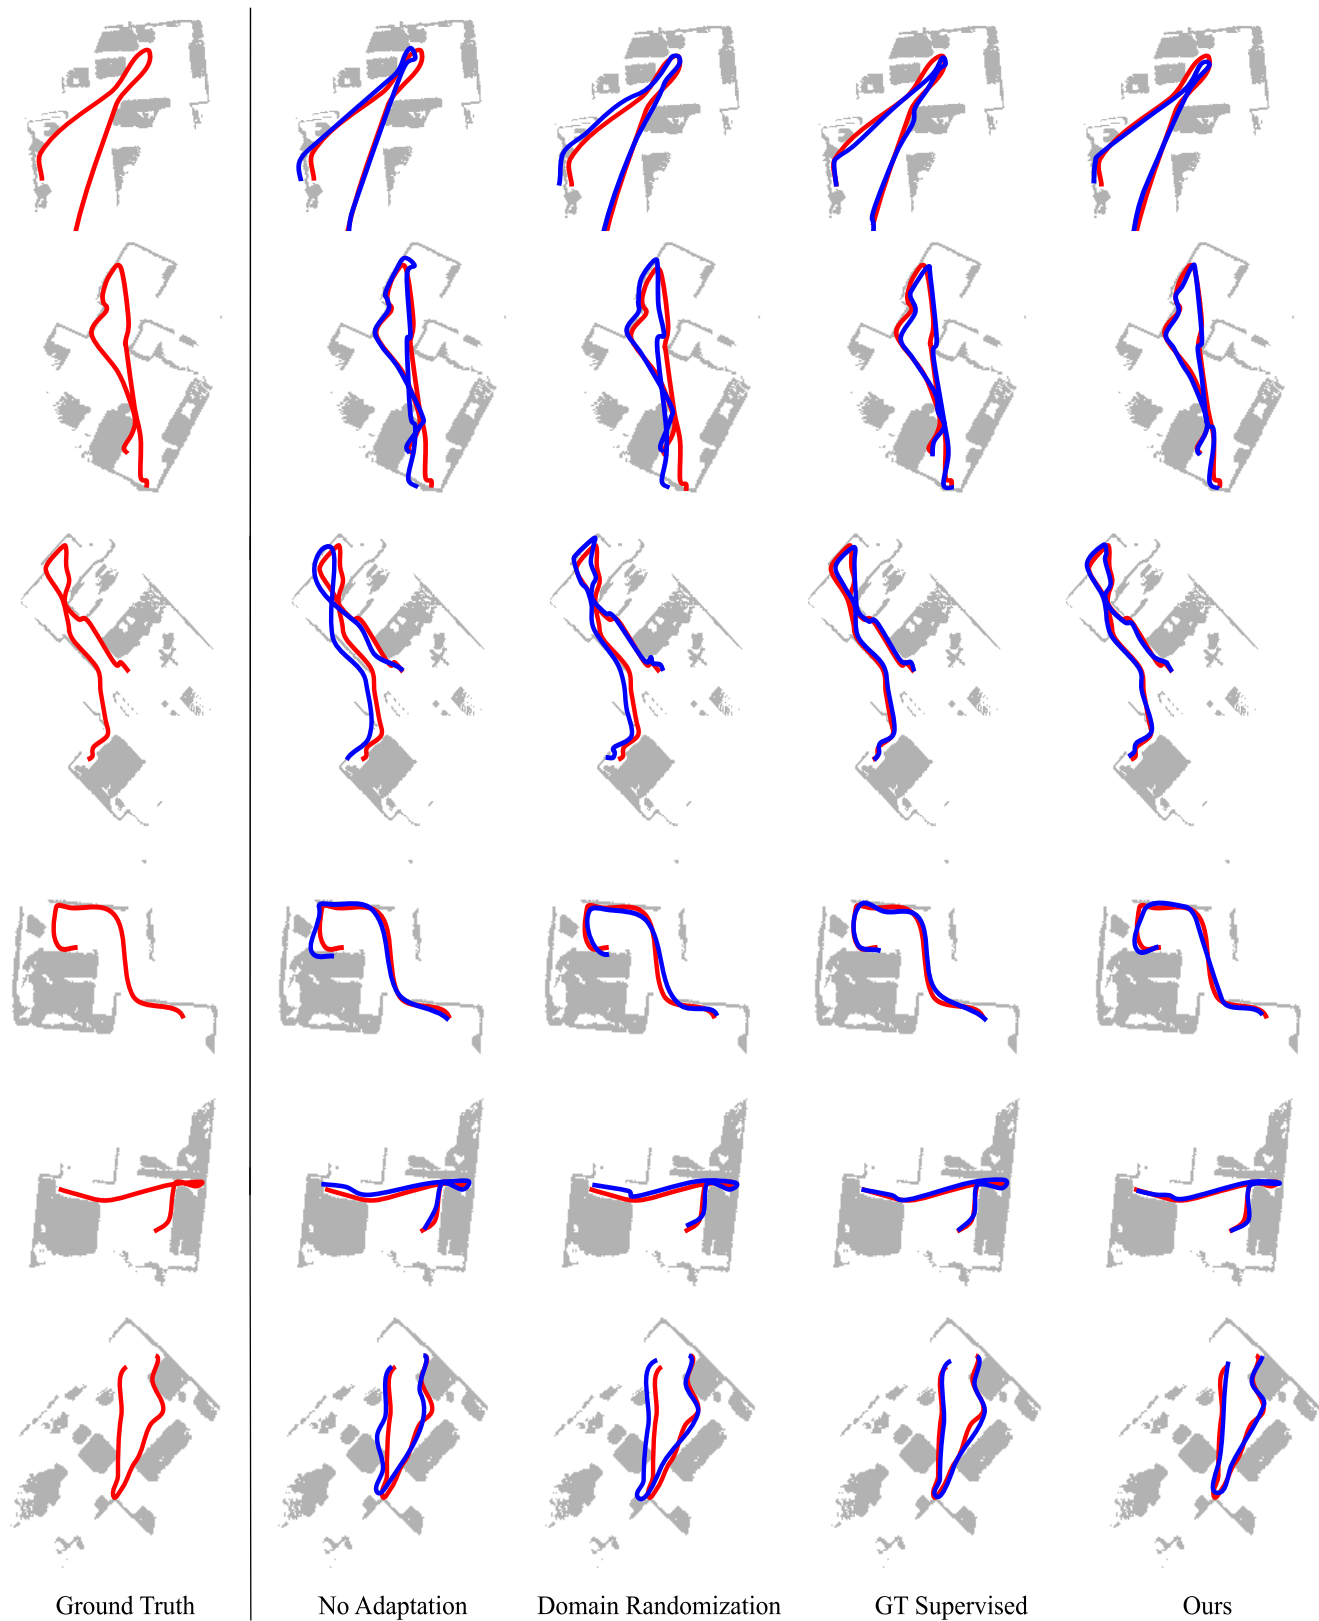 Ground Truth
No Adaptation
Domain Randomization
GT Supervised
Ours